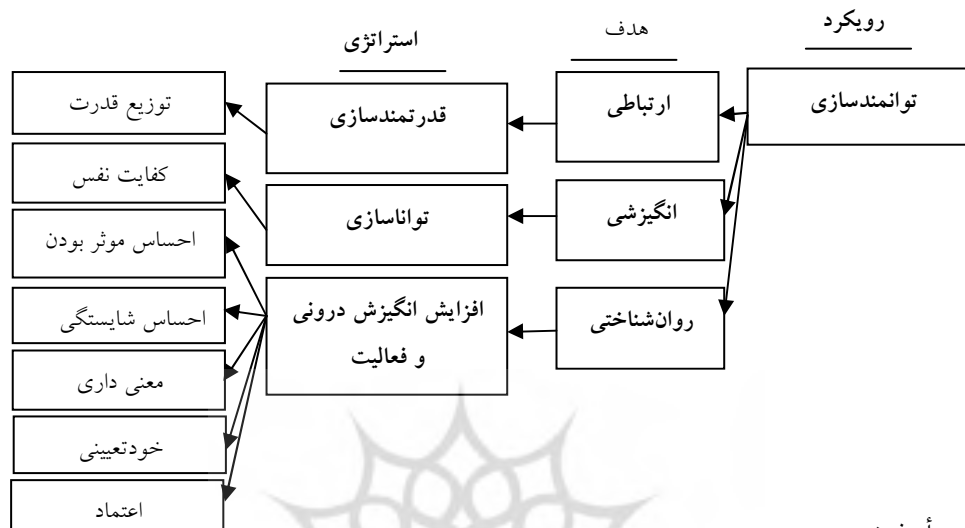 رویکرد
هدف
استراتژی
توانمندسازی
ارتباطی
قدرتمندسازی
توزیع قدرت
کفایت نفس
انگیزشی
تواناسازی
احساس موثر بودن
روان‌شناختی
افزایش انگیزش درونی
و فعالیت
احساس شایستگی
معنی داری
خودتعیینی
اعتماد